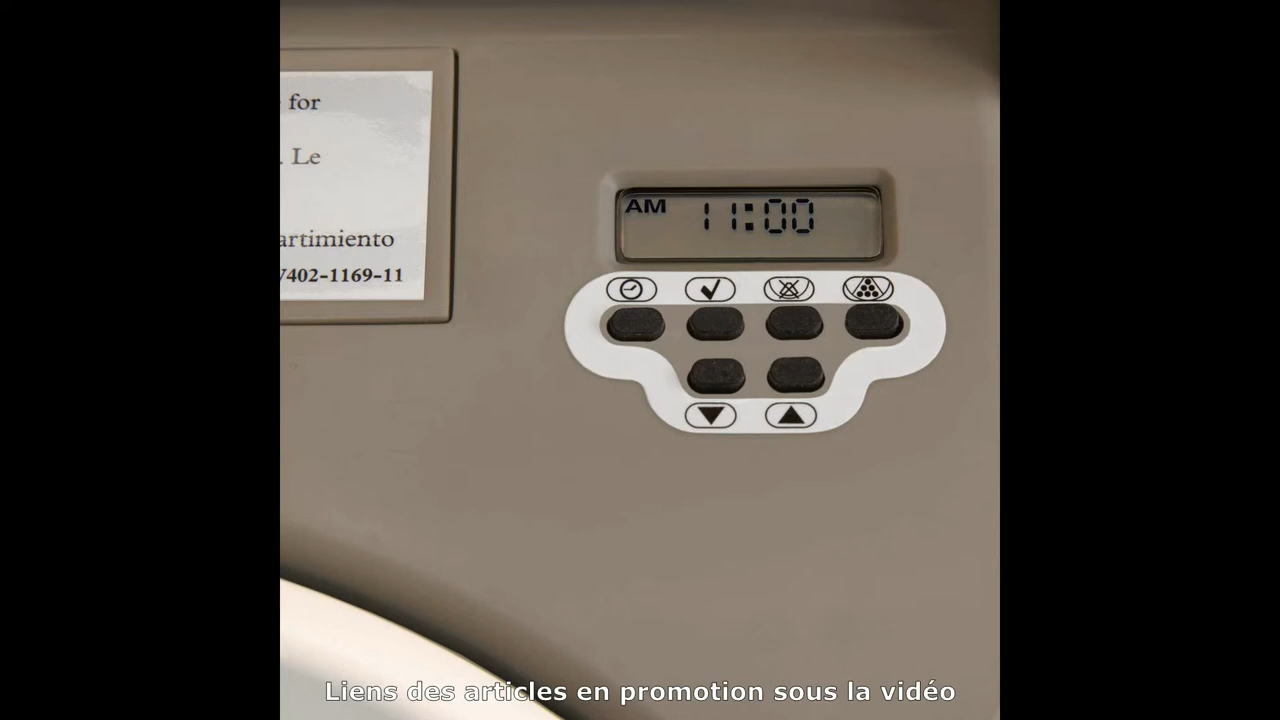 for
. Le
artimiento
7402-1169-11
AM 11:00
Liens des articles en promotion sous la vidéo